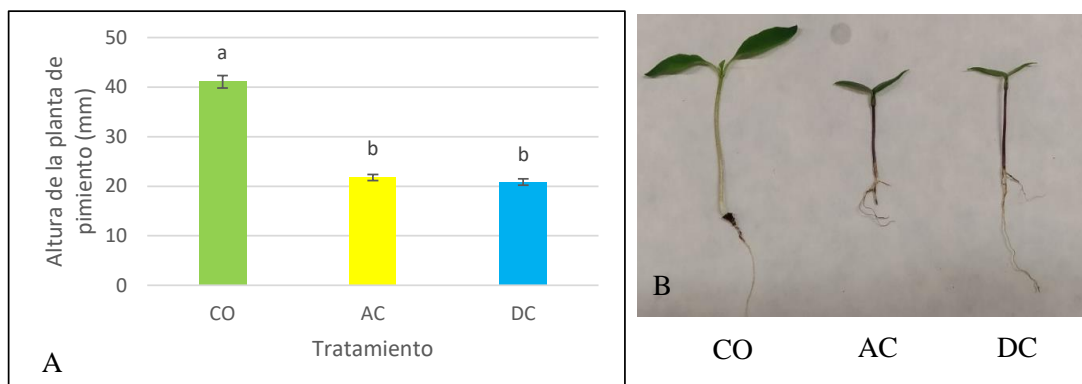 50
40
30
20
10
0
Altura de la planta de
pimiento (mm)
a
b
b
CO
AC
DC
Tratamiento
A
B
CO
AC
DC